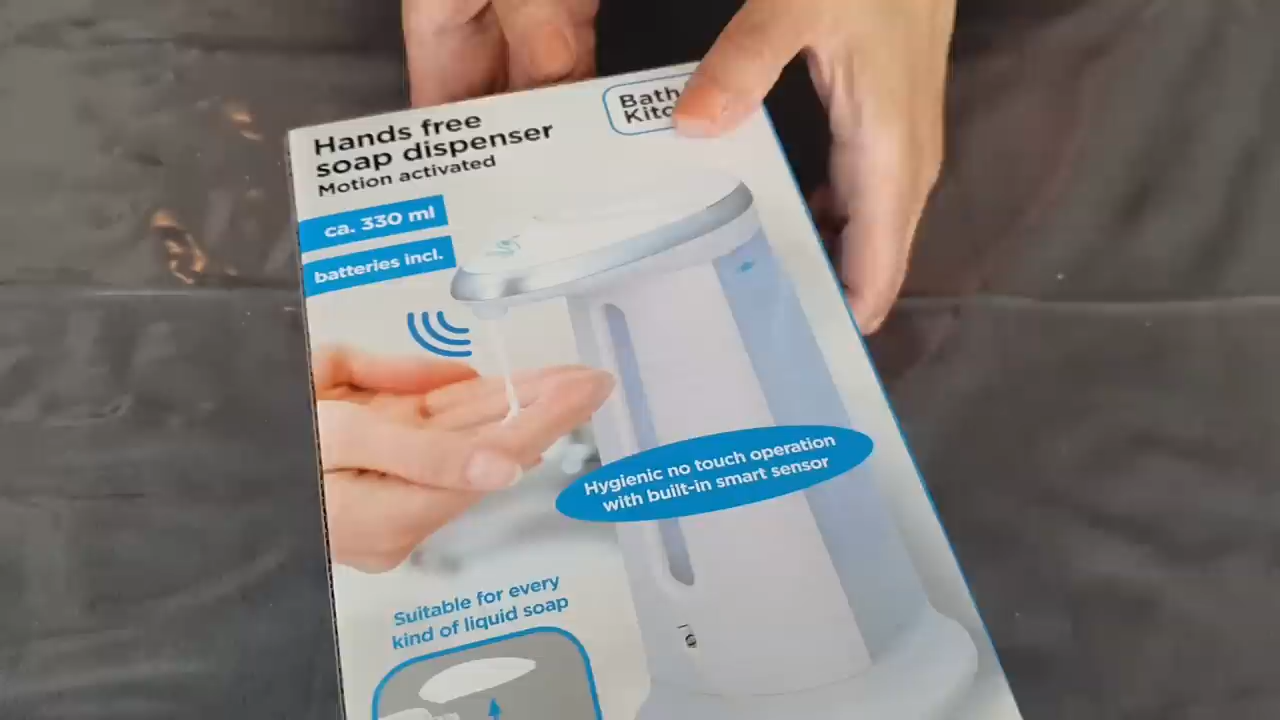 Hands free
soap dispenser
Motion activated
Bath
ca. 330 ml
batteries incl.
Hygienic no touch operation
with built-in smart sensor
Suitable for every
kind of liquid soap